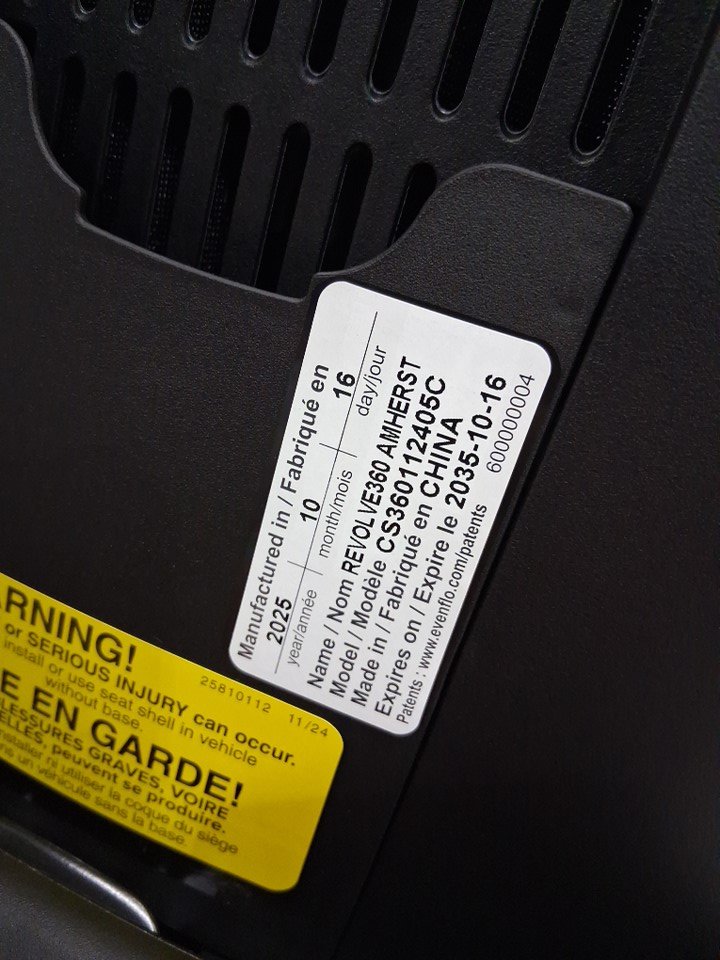 Manufactured in / Fabriqué en
2025 10 16
year/année month/mois day/jour
Name / Nom REVOLVE360 AMHERST
Model / Modèle CS360112405C
Made in / Fabriqué en CHINA
Expires on / Expire le 2035-10-16
Patents : www.evenflo.com/patents 600000004
RNING!
or SERIOUS INJURY can occur.
install or use seat shell in vehicle
without base.
25810112 11/24
E EN GARDE!
LESSURES GRAVES, VOIRE
ELLES, peuvent se produire.
nstaller ni utiliser la coque du siège
ns un véhicule sans la base.